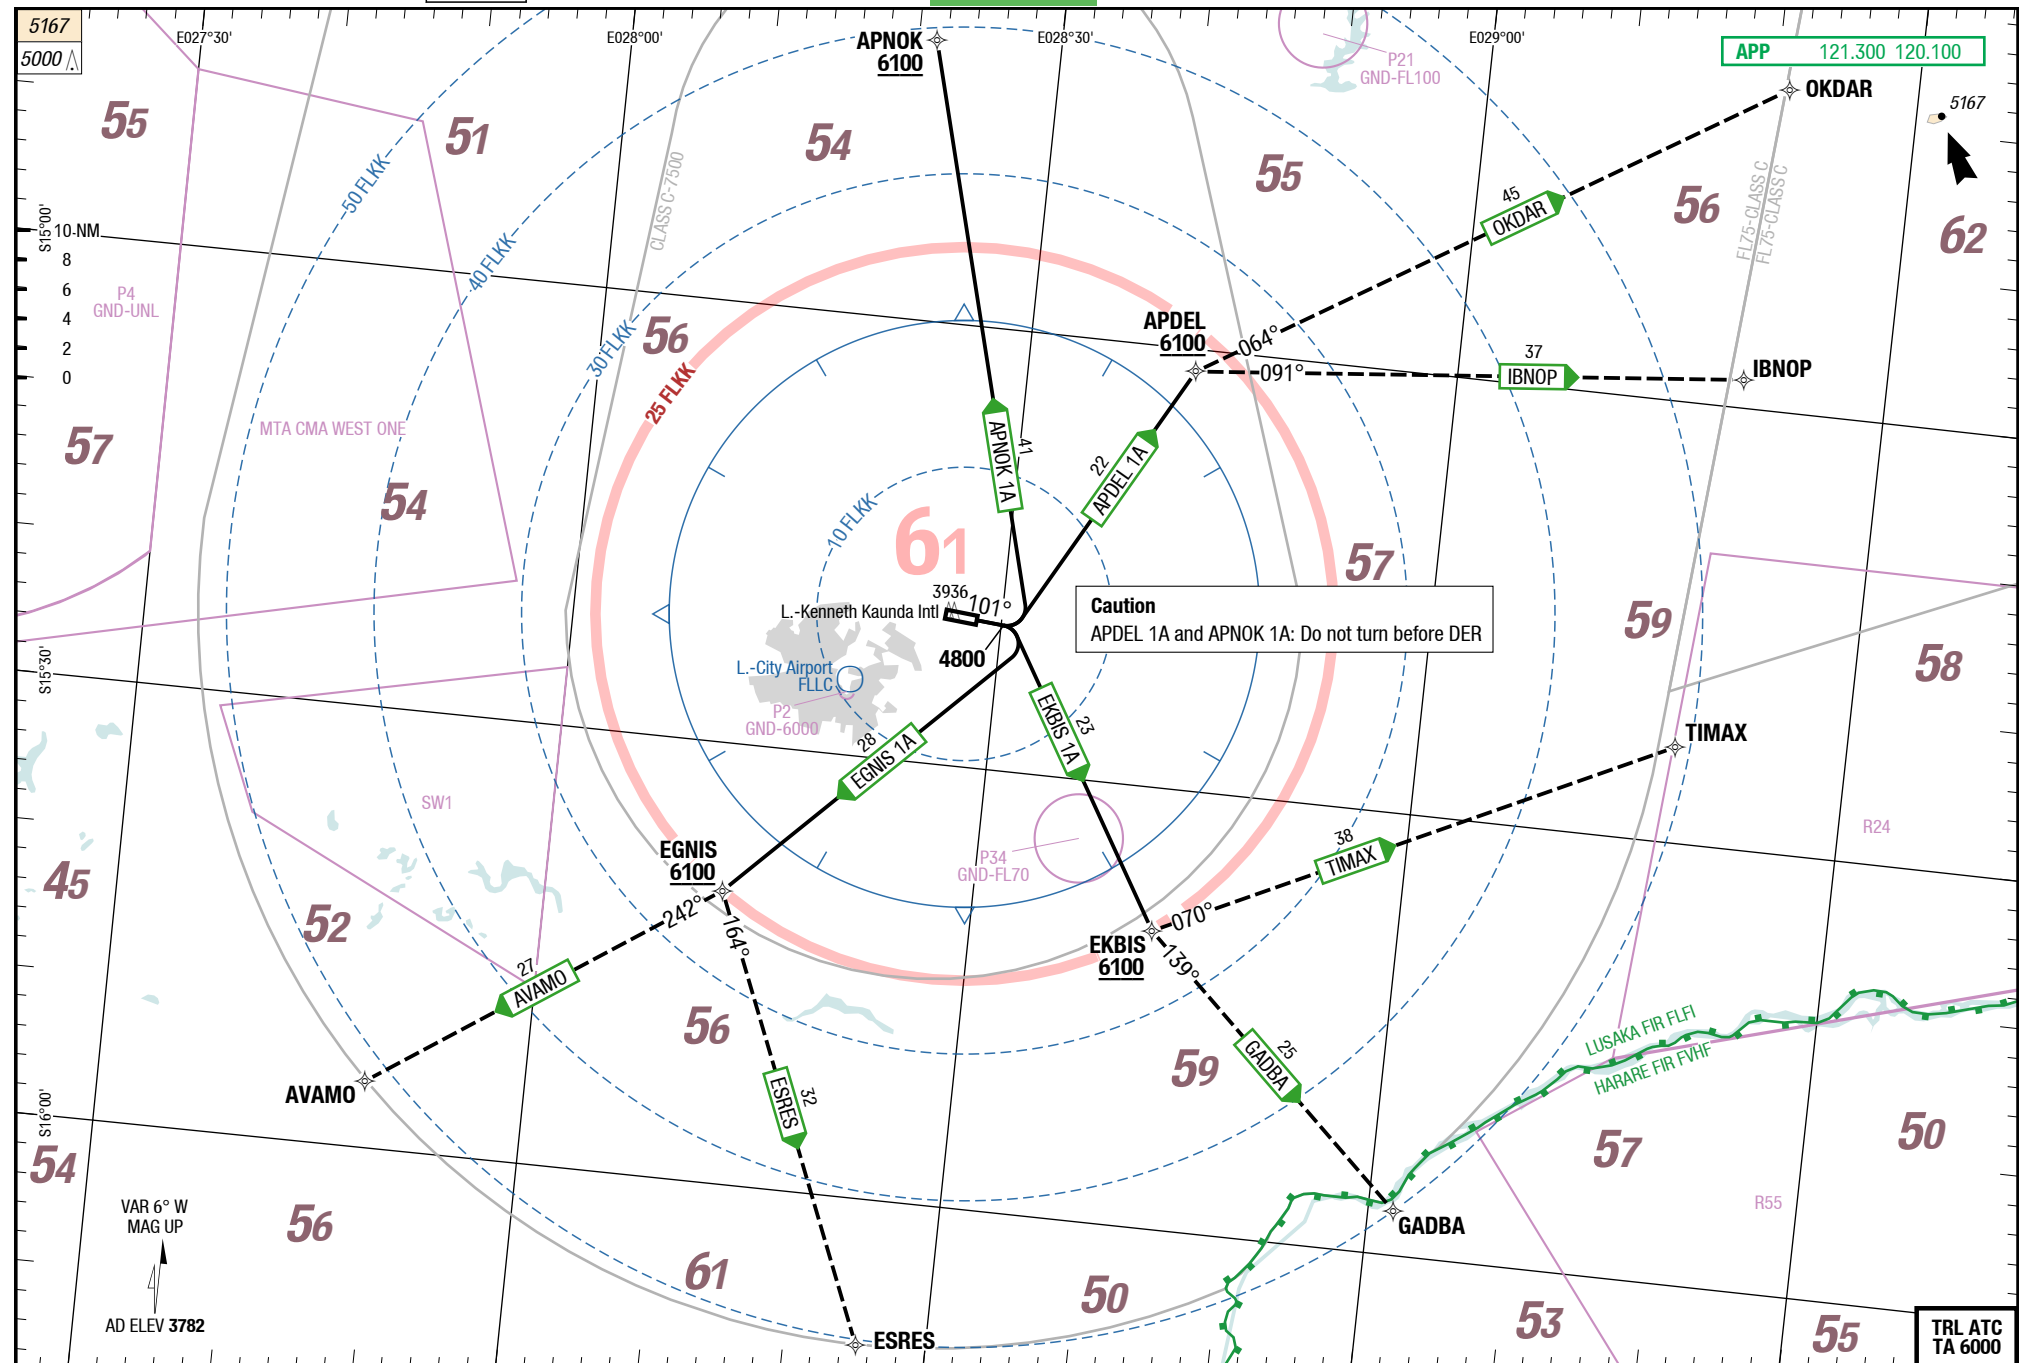 5167
5000
E027°30'
E028°00'
E028°30'
E029°00'
APNOK
6100
P21
GND-FL100
APP 121.300 120.100
OKDAR
5167
55
51
54
55
56
62
50 FLKK
CLASS C-7500
FL75-CLASS C
FL75-CLASS C
45
OKDAR
S15°00'
10 NM
8
6
4
2
0
40 FLKK
P4
GND-UNL
56
30 FLKK
APDEL
6100
064°
091°
37
IBNOP
IBNOP
25 FLKK
MTA CMA WEST ONE
57
54
41
APNOK 1A
22
APDEL 1A
10 FLKK
61
57
3936
101°
L.-Kenneth Kaunda Intl
Caution
APDEL 1A and APNOK 1A: Do not turn before DER
59
58
4800
L.-City Airport
FLLC
P2
GND-6000
S15°30'
23
EKBIS 1A
28
EGNIS 1A
TIMAX
SW1
R24
38
TIMAX
P34
GND-FL70
EGNIS
6100
45
52
242°
164°
070°
EKBIS
6100
139°
27
AVAMO
56
59
LUSAKA FIR FLFI
HARARE FIR FVHF
25
GADBA
AVAMO
32
ESRES
S16°00'
54
57
50
VAR 6° W
MAG UP
56
R55
GADBA
61
50
53
55
AD ELEV 3782
ESRES
TRL ATC
TA 6000